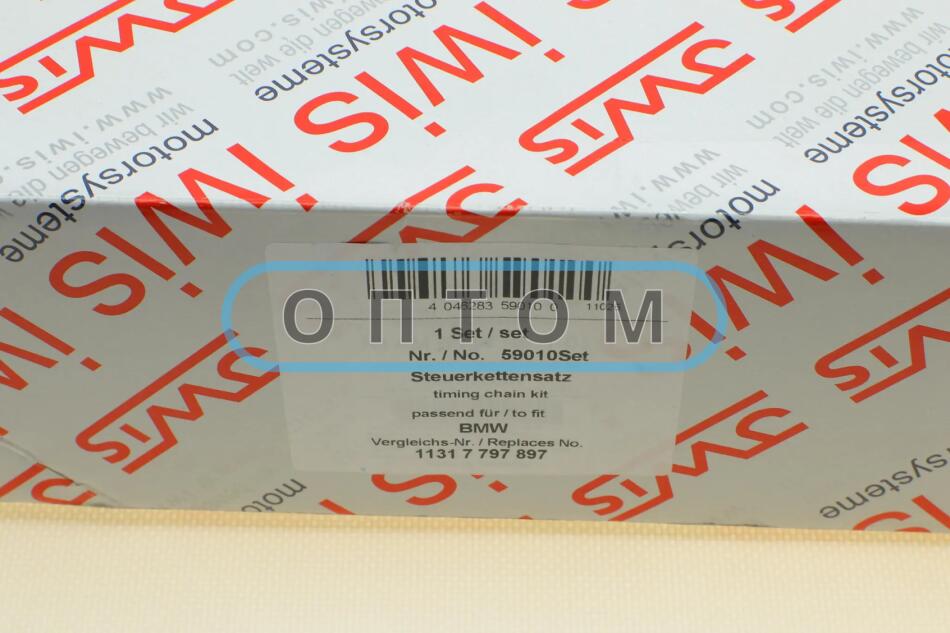 iwis
motorsysteme
wir bewegen die welt
www.iwis.com
4 046283 59010 0
1102
ОПТОМ
1 Set / set
Nr. / No. 59010Set
Steuerkettensatz
timing chain kit
passend für / to fit
BMW
Vergleichs-Nr. / Replaces No.
1131 7 797 897